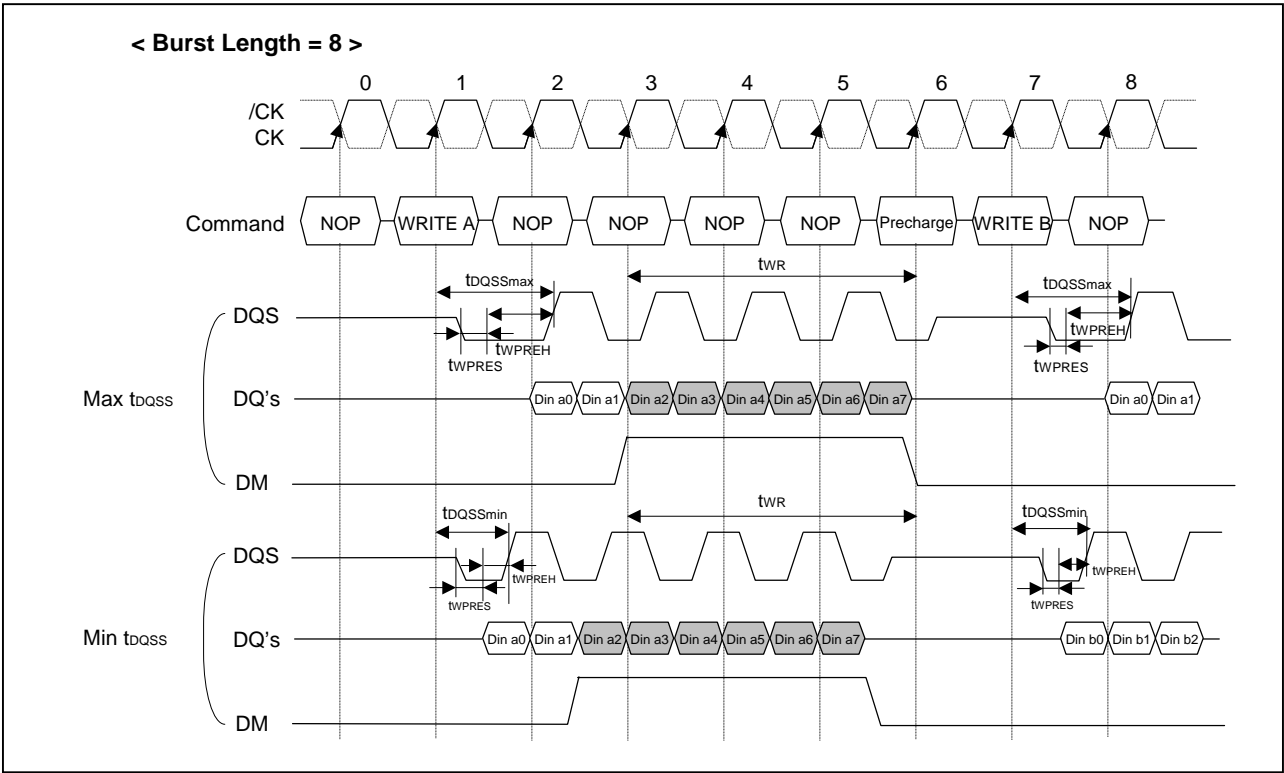 < Burst Length = 8 >
0 1 2 3 4 5 6 7 8
/CK
CK
Command NOP WRITE A NOP NOP NOP NOP Precharge WRITE B NOP
tDQSSmax tWR tDQSSmax
DQS
tWPREH tWPREH
tWPRES tWPRES
Max tDQSS DQ's Din a0 Din a1 Din a2 Din a3 Din a4 Din a5 Din a6 Din a7 Din a0 Din a1
DM
tDQSSmin tWR tDQSSmin
DQS
tWPREH tWPREH
tWPRES tWPRES
Min tDQSS DQ's Din a0 Din a1 Din a2 Din a3 Din a4 Din a5 Din a6 Din a7 Din b0 Din b1 Din b2
DM